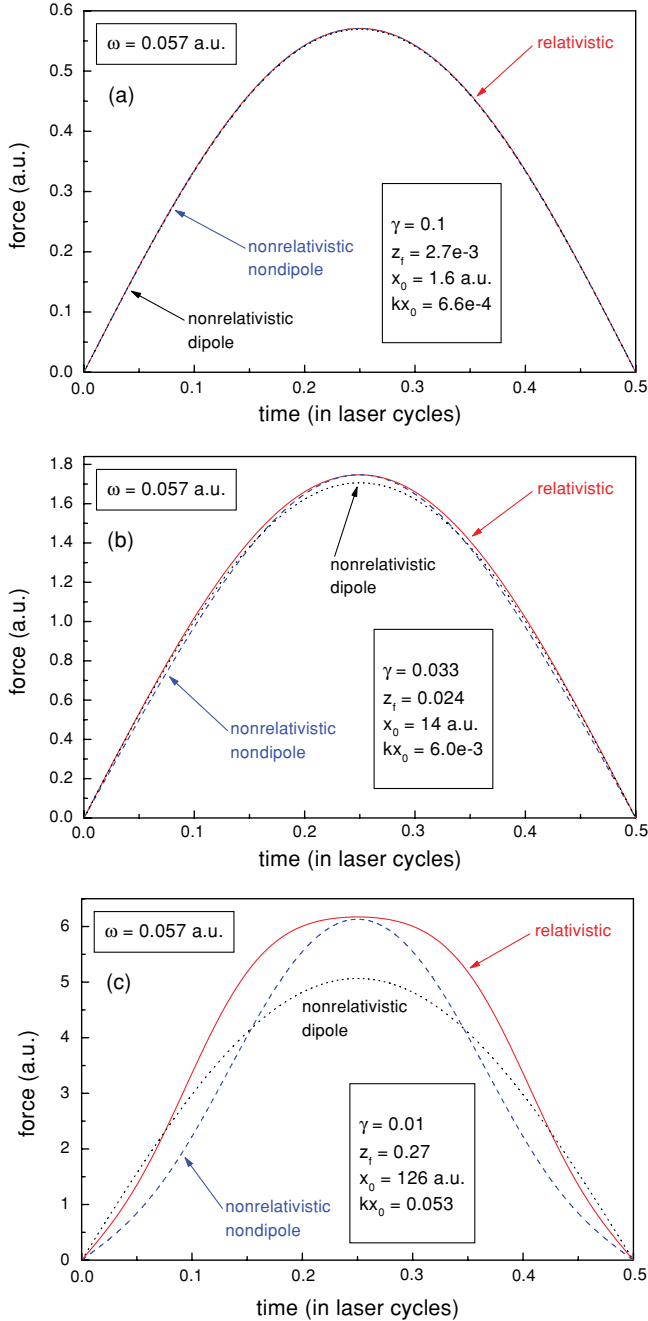 0.6
0.5
0.4
0.3
0.2
0.1
0.0
force (a.u.)
ω = 0.057 a.u.
(a)
relativistic
nonrelativistic
nondipole
nonrelativistic
dipole
γ = 0.1
z_f = 2.7e-3
x_0 = 1.6 a.u.
kx_0 = 6.6e-4
0.0 0.1 0.2 0.3 0.4 0.5
time (in laser cycles)
1.8
1.6
1.4
1.2
1.0
0.8
0.6
0.4
0.2
0.0
force (a.u.)
ω = 0.057 a.u.
(b)
relativistic
nonrelativistic
dipole
nonrelativistic
nondipole
γ = 0.033
z_f = 0.024
x_0 = 14 a.u.
kx_0 = 6.0e-3
0.0 0.1 0.2 0.3 0.4 0.5
time (in laser cycles)
6
5
4
3
2
1
0
force (a.u.)
ω = 0.057 a.u.
(c)
relativistic
nonrelativistic
dipole
nonrelativistic
nondipole
γ = 0.01
z_f = 0.27
x_0 = 126 a.u.
kx_0 = 0.053
0.0 0.1 0.2 0.3 0.4 0.5
time (in laser cycles)